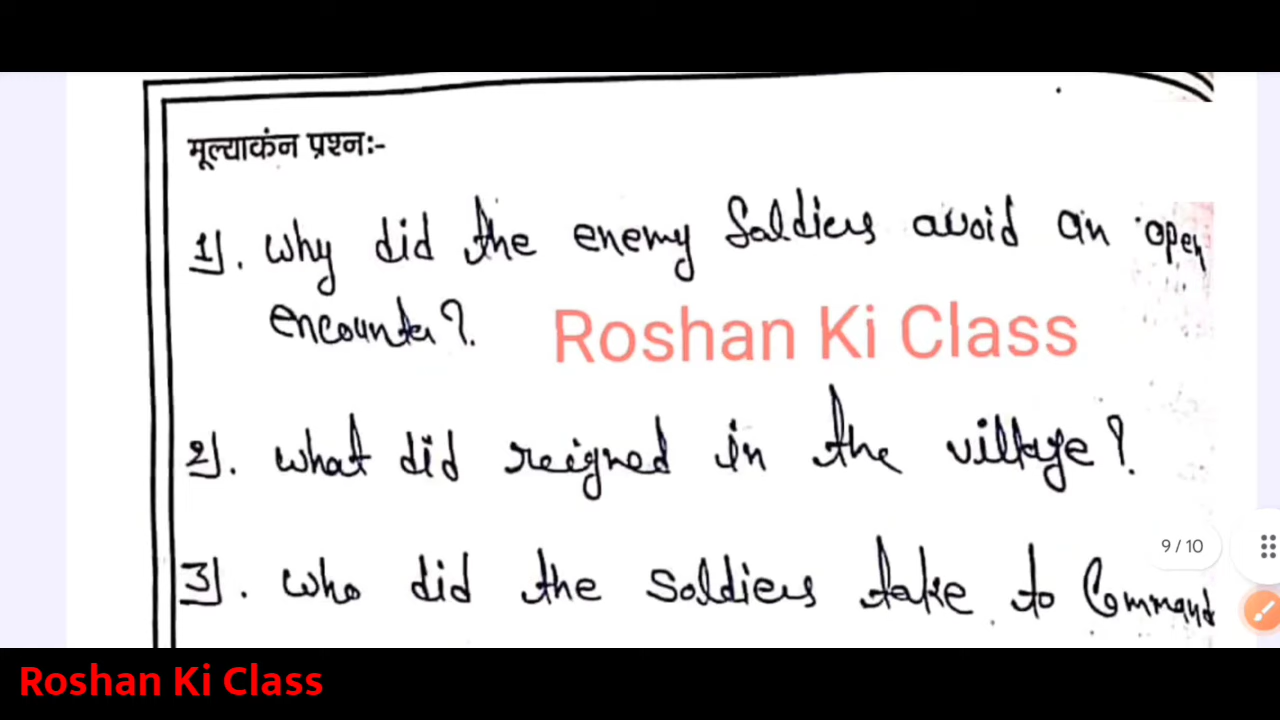 मूल्याकंन प्रश्नः-
1). Why did the enemy Soldiers avoid an open
encounter?
Roshan Ki Class
2). What did reigned in the village?
9 / 10
3). Who did the Soldiers take to Command
Roshan Ki Class